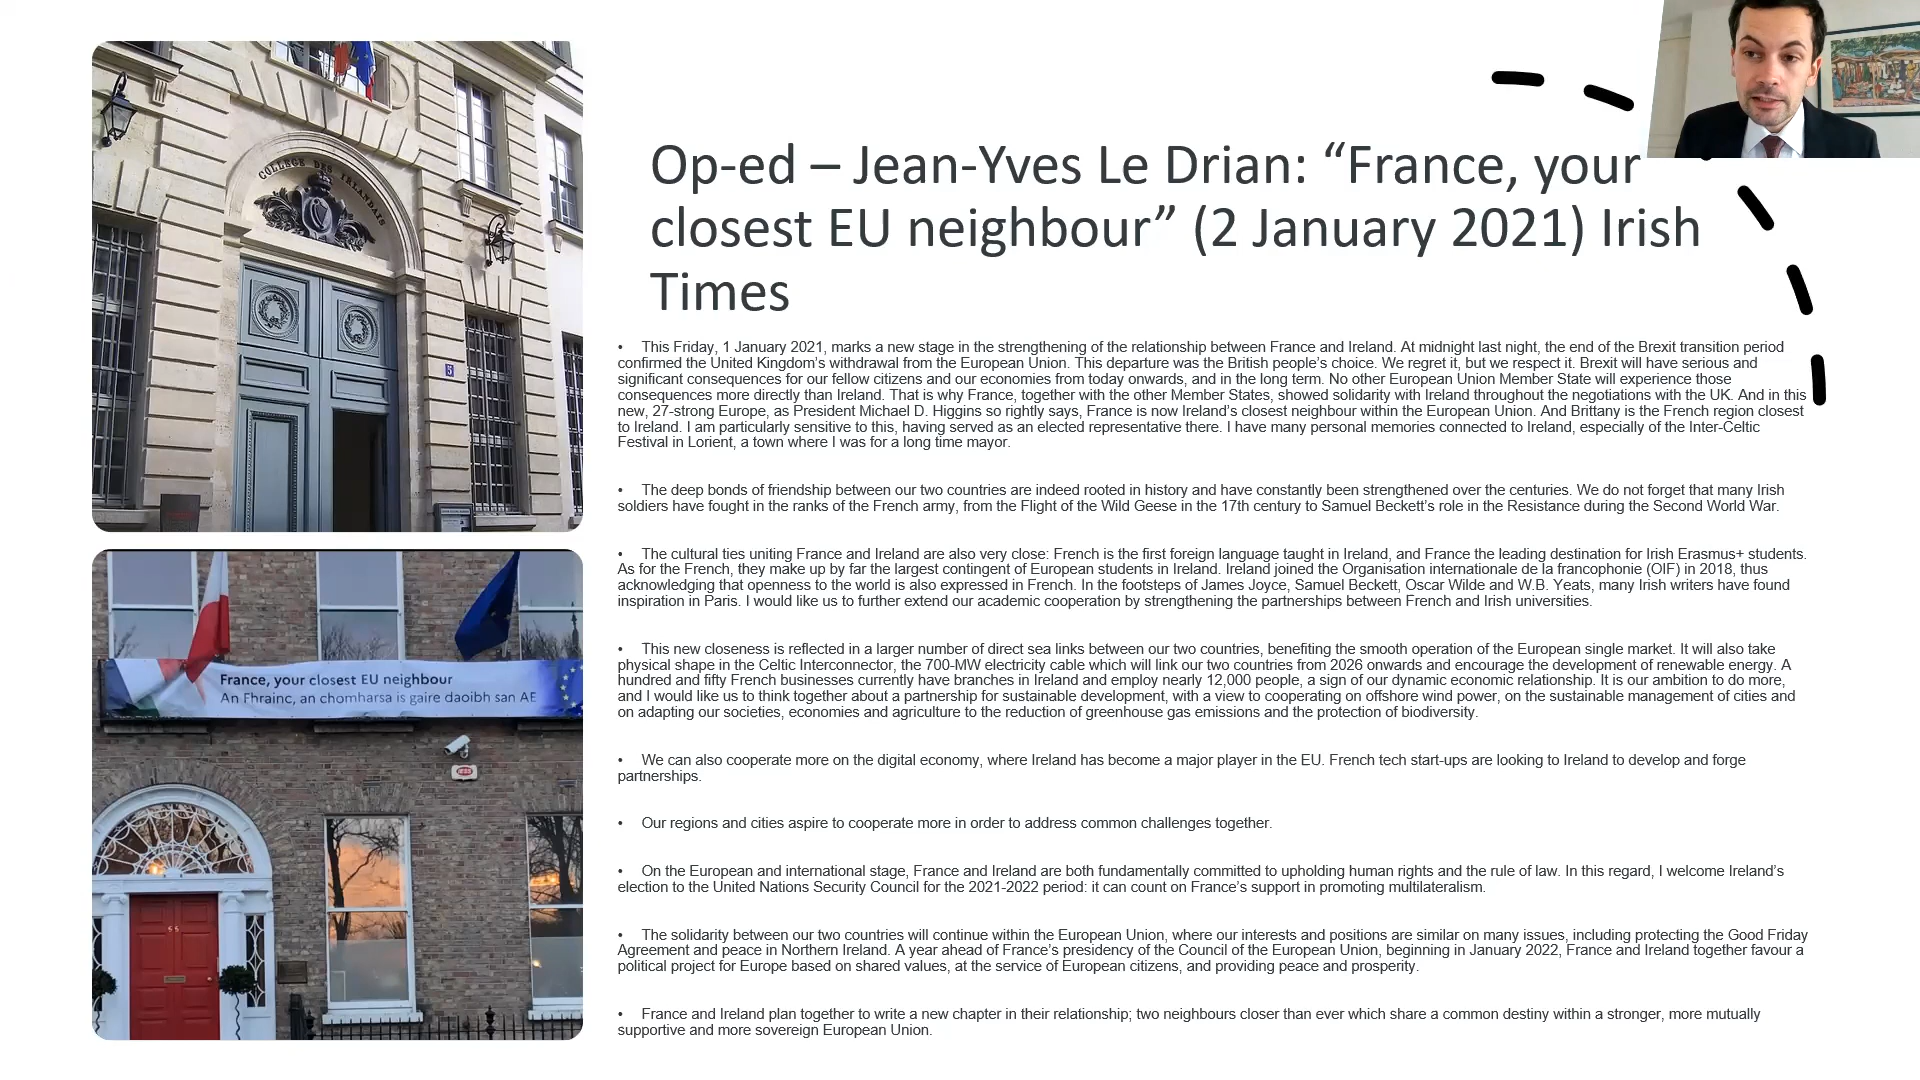 COLLEGE DES IRLANDAIS
5
France, your closest EU neighbour
An Fhrainc, an chomharsa is gaire daoibh san AE
55
Op-ed – Jean-Yves Le Drian: “France, your
closest EU neighbour” (2 January 2021) Irish
Times
• This Friday, 1 January 2021, marks a new stage in the strengthening of the relationship between France and Ireland. At midnight last night, the end of the Brexit transition period
confirmed the United Kingdom’s withdrawal from the European Union. This departure was the British people’s choice. We regret it, but we respect it. Brexit will have serious and
significant consequences for our fellow citizens and our economies from today onwards, and in the long term. No other European Union Member State will experience those
consequences more directly than Ireland. That is why France, together with the other Member States, showed solidarity with Ireland throughout the negotiations with the UK. And in this
new, 27-strong Europe, as President Michael D. Higgins so rightly says, France is now Ireland’s closest neighbour within the European Union. And Brittany is the French region closest
to Ireland. I am particularly sensitive to this, having served as an elected representative there. I have many personal memories connected to Ireland, especially of the Inter-Celtic
Festival in Lorient, a town where I was for a long time mayor.
• The deep bonds of friendship between our two countries are indeed rooted in history and have constantly been strengthened over the centuries. We do not forget that many Irish
soldiers have fought in the ranks of the French army, from the Flight of the Wild Geese in the 17th century to Samuel Beckett’s role in the Resistance during the Second World War.
• The cultural ties uniting France and Ireland are also very close: French is the first foreign language taught in Ireland, and France the leading destination for Irish Erasmus+ students.
As for the French, they make up by far the largest contingent of European students in Ireland. Ireland joined the Organisation internationale de la francophonie (OIF) in 2018, thus
acknowledging that openness to the world is also expressed in French. In the footsteps of James Joyce, Samuel Beckett, Oscar Wilde and W.B. Yeats, many Irish writers have found
inspiration in Paris. I would like us to further extend our academic cooperation by strengthening the partnerships between French and Irish universities.
• This new closeness is reflected in a larger number of direct sea links between our two countries, benefiting the smooth operation of the European single market. It will also take
physical shape in the Celtic Interconnector, the 700-MW electricity cable which will link our two countries from 2026 onwards and encourage the development of renewable energy. A
hundred and fifty French businesses currently have branches in Ireland and employ nearly 12,000 people, a sign of our dynamic economic relationship. It is our ambition to do more,
and I would like us to think together about a partnership for sustainable development, with a view to cooperating on offshore wind power, on the sustainable management of cities and
on adapting our societies, economies and agriculture to the reduction of greenhouse gas emissions and the protection of biodiversity.
• We can also cooperate more on the digital economy, where Ireland has become a major player in the EU. French tech start-ups are looking to Ireland to develop and forge
partnerships.
• Our regions and cities aspire to cooperate more in order to address common challenges together.
• On the European and international stage, France and Ireland are both fundamentally committed to upholding human rights and the rule of law. In this regard, I welcome Ireland’s
election to the United Nations Security Council for the 2021-2022 period: it can count on France’s support in promoting multilateralism.
• The solidarity between our two countries will continue within the European Union, where our interests and positions are similar on many issues, including protecting the Good Friday
Agreement and peace in Northern Ireland. A year ahead of France’s presidency of the Council of the European Union, beginning in January 2022, France and Ireland together favour a
political project for Europe based on shared values, at the service of European citizens, and providing peace and prosperity.
• France and Ireland plan together to write a new chapter in their relationship; two neighbours closer than ever which share a common destiny within a stronger, more mutually
supportive and more sovereign European Union.